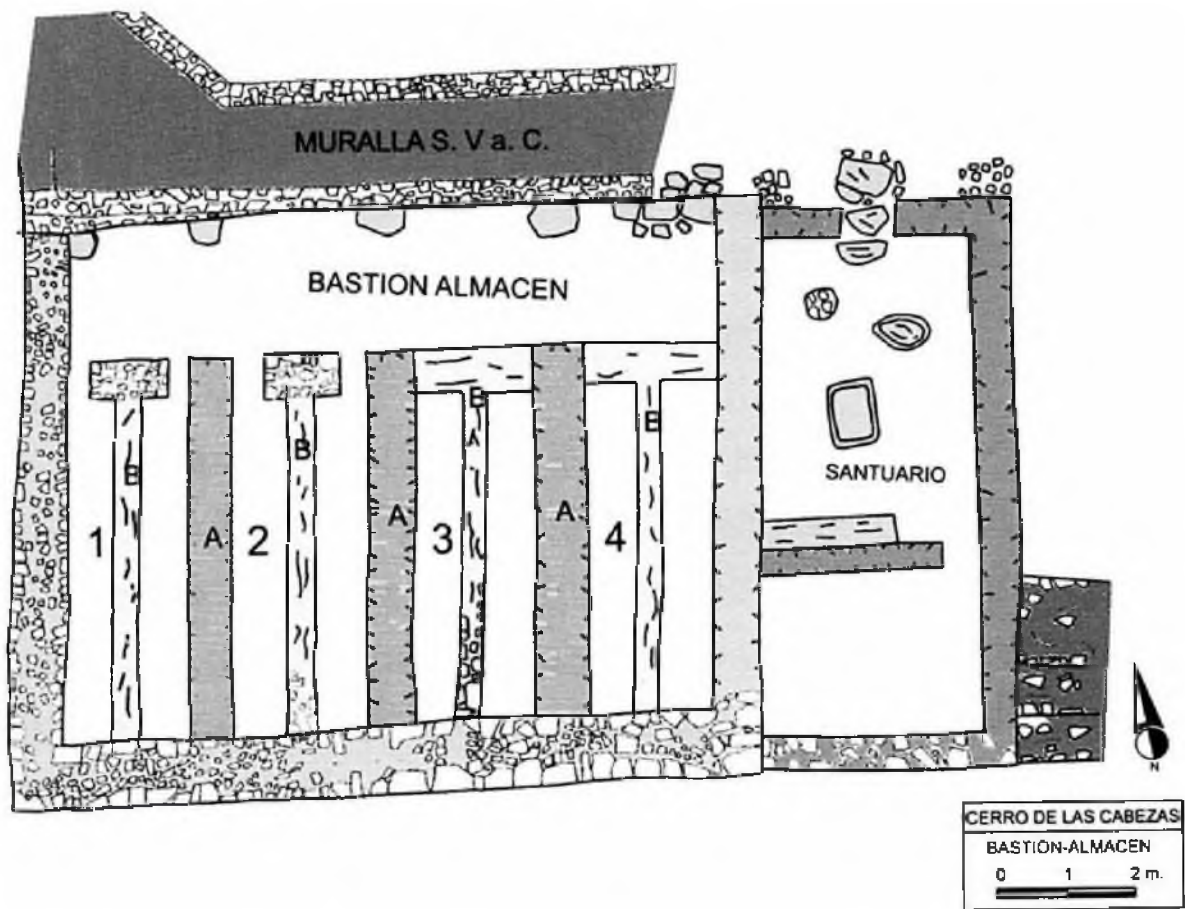 MURALLA S. V a. C.
BASTION ALMACEN
B
B
B
B
SANTUARIO
1
A
2
A
3
A
4
N
CERRO DE LAS CABEZAS
BASTION-ALMACEN
0 1 2 m.